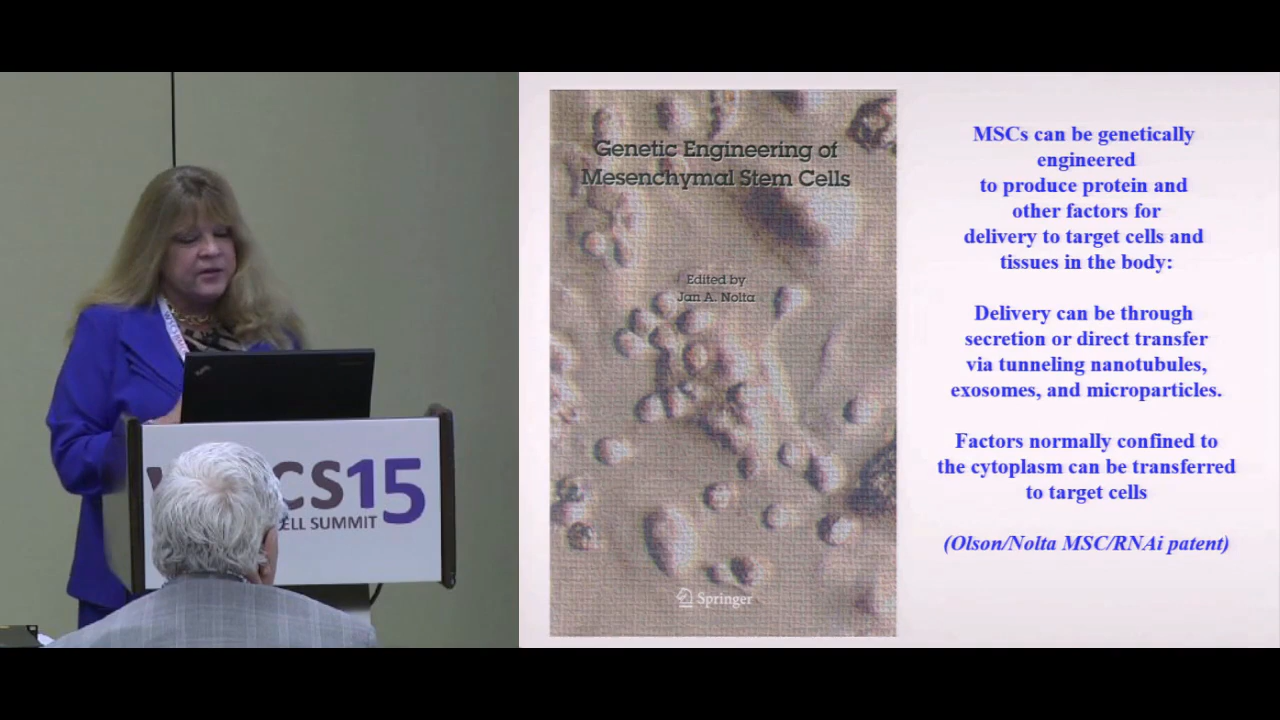 CS15
ELL SUMMIT
Genetic Engineering of
Mesenchymal Stem Cells
Edited by
Jan A. Nolta
Springer
MSCs can be genetically
engineered
to produce protein and
other factors for
delivery to target cells and
tissues in the body:
Delivery can be through
secretion or direct transfer
via tunneling nanotubules,
exosomes, and microparticles.
Factors normally confined to
the cytoplasm can be transferred
to target cells
(Olson/Nolta MSC/RNAi patent)